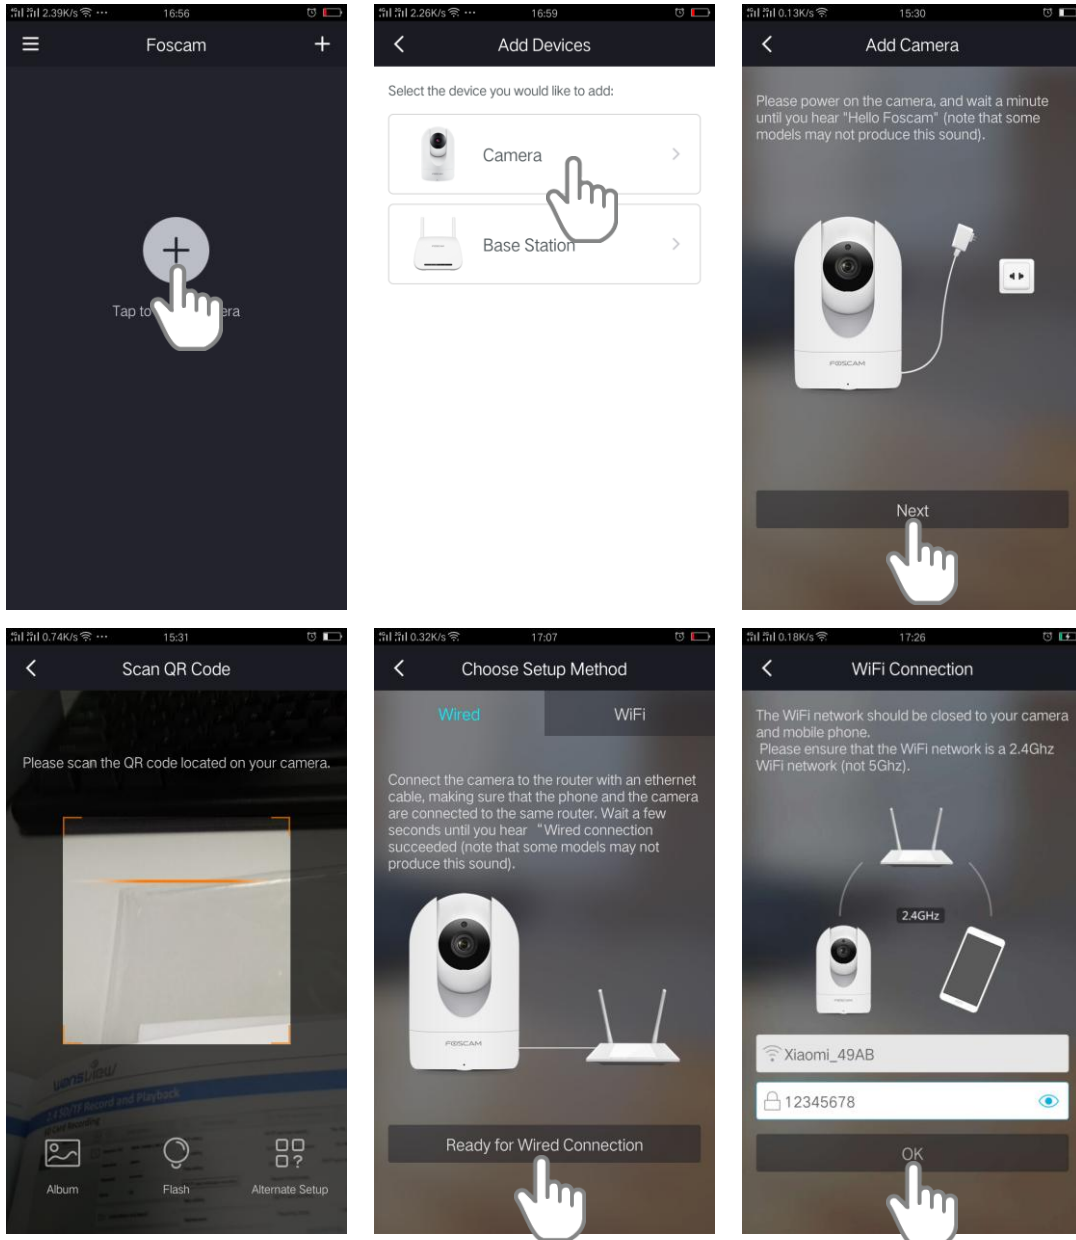 2.39K/s ... 16:56
Foscam
Tap to era
2.26K/s ... 16:59
Add Devices
Select the device you would like to add:
Camera
Base Station
0.13K/s 15:30
Add Camera
Please power on the camera, and wait a minute
until you hear "Hello Foscam" (note that some
models may not produce this sound).
FOSCAM
Next
0.74K/s ... 15:31
Scan QR Code
Please scan the QR code located on your camera.
wansview
2.4 SD/TF Record and Playback
Album
Flash
Alternate Setup
0.32K/s 17:07
Choose Setup Method
Wired
WiFi
Connect the camera to the router with an ethernet
cable, making sure that the phone and the camera
are connected to the same router. Wait a few
seconds until you hear “Wired connection
succeeded (note that some models may not
produce this sound).
FOSCAM
Ready for Wired Connection
0.18K/s 17:26
WiFi Connection
The WiFi network should be closed to your camera
and mobile phone.
Please ensure that the WiFi network is a 2.4Ghz
WiFi network (not 5Ghz).
2.4GHz
Xiaomi_49AB
12345678
OK